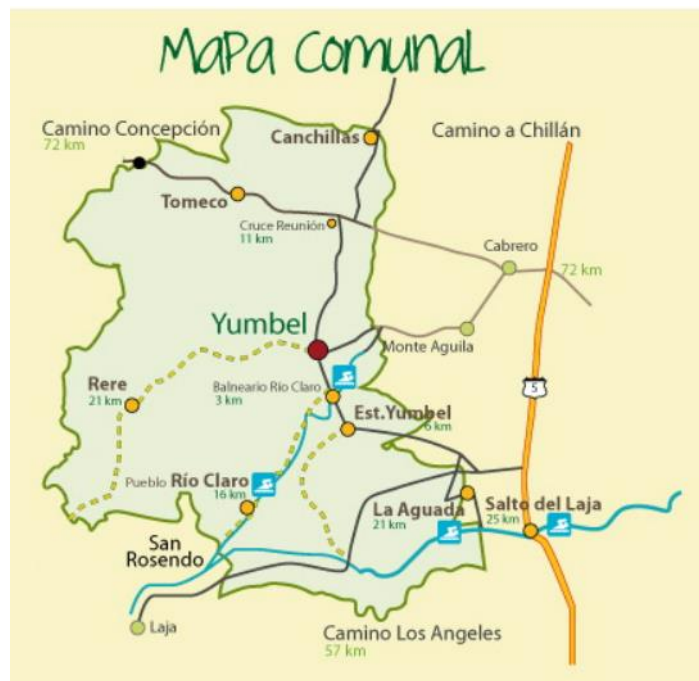 Mapa Comunal
Camino Concepción
72 km
Canchillas
Camino a Chillán
Tomeco
Cruce Reunión
11 km
Cabrero
72 km
Yumbel
Monte Aguila
Rere
21 km
Balneario Río Claro
3 km
5
Est.Yumbel
6 km
Pueblo Río Claro
16 km
La Aguada
21 km
Salto del Laja
25 km
San
Rosendo
Laja
Camino Los Angeles
57 km